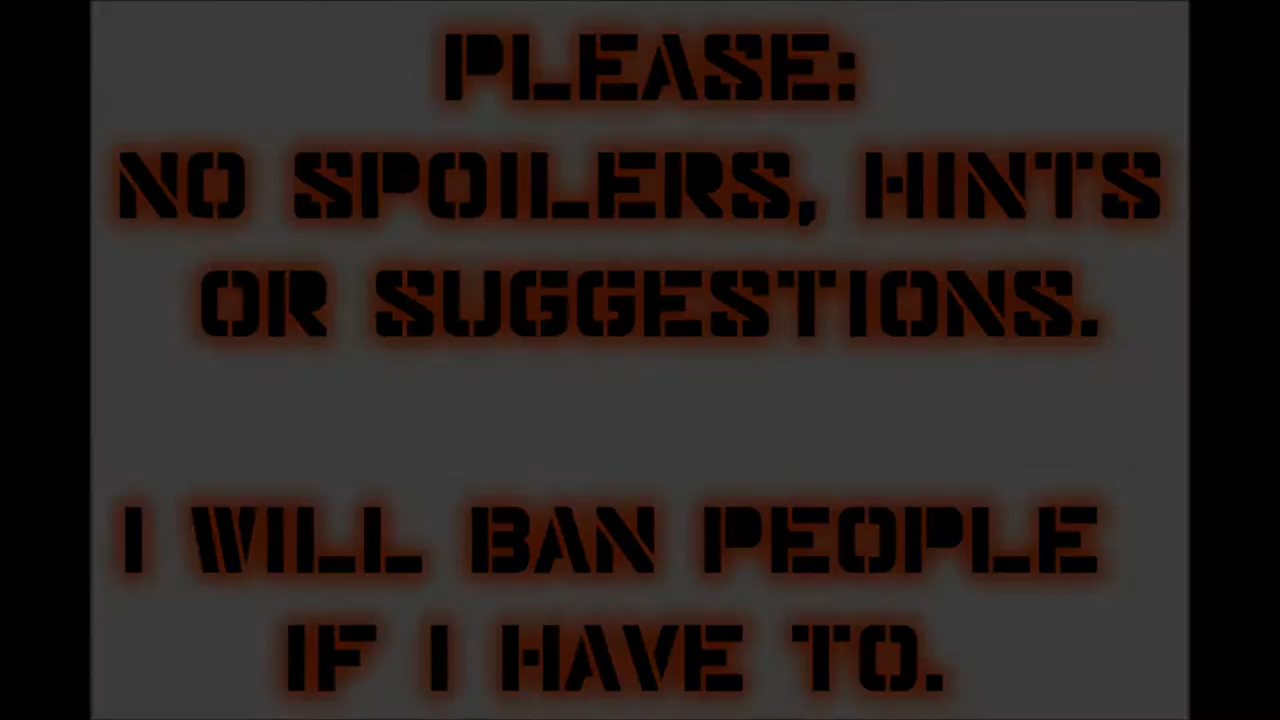 PLEASE:
NO SPOILERS, HINTS
OR SUGGESTIONS.
I WILL BAN PEOPLE
IF I HAVE TO.